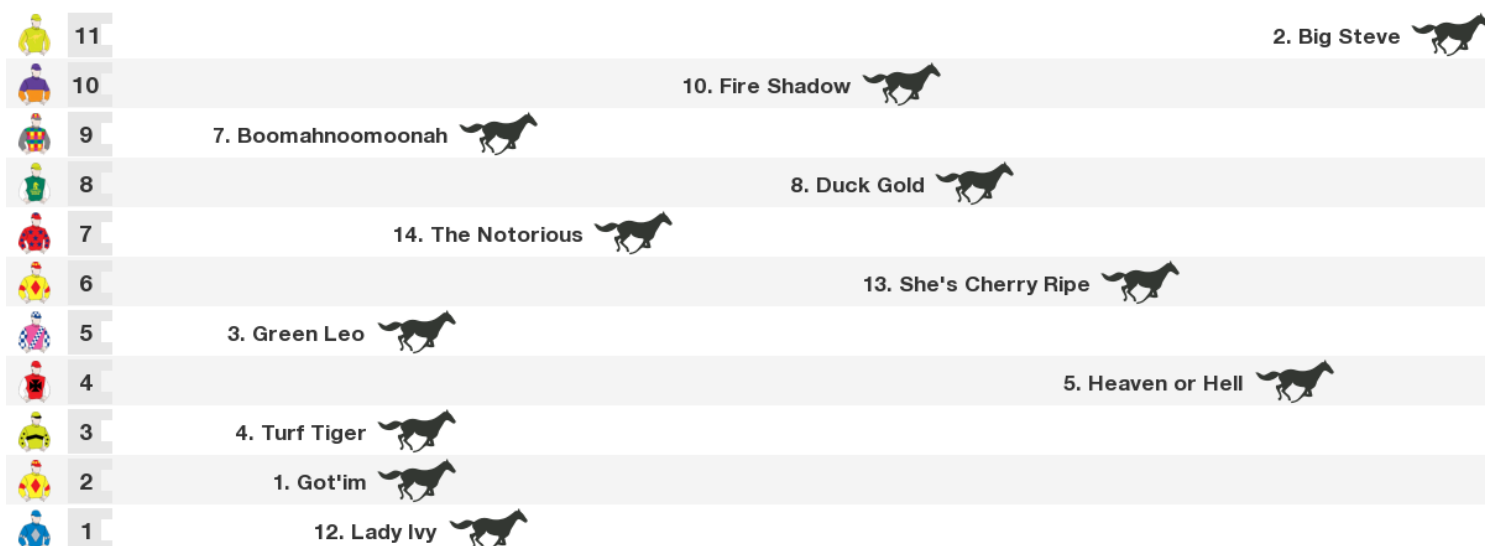 11 2. Big Steve
10 10. Fire Shadow
9 7. Boomahnoomoonah
8 8. Duck Gold
7 14. The Notorious
6 13. She's Cherry Ripe
5 3. Green Leo
4 5. Heaven or Hell
3 4. Turf Tiger
2 1. Got'im
1 12. Lady Ivy